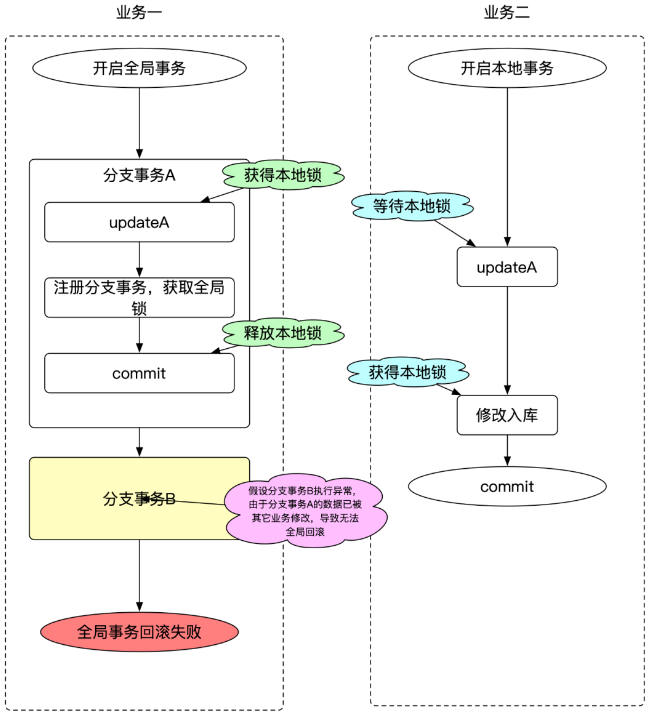 业务一
开启全局事务
分支事务A
获得本地锁
updateA
注册分支事务，获取全局
锁
释放本地锁
commit
分支事务B
假设分支事务B执行异常，
由于分支事务A的数据已被
其它业务修改，导致无法
全局回滚
全局事务回滚失败
业务二
开启本地事务
等待本地锁
updateA
获得本地锁
修改入库
commit